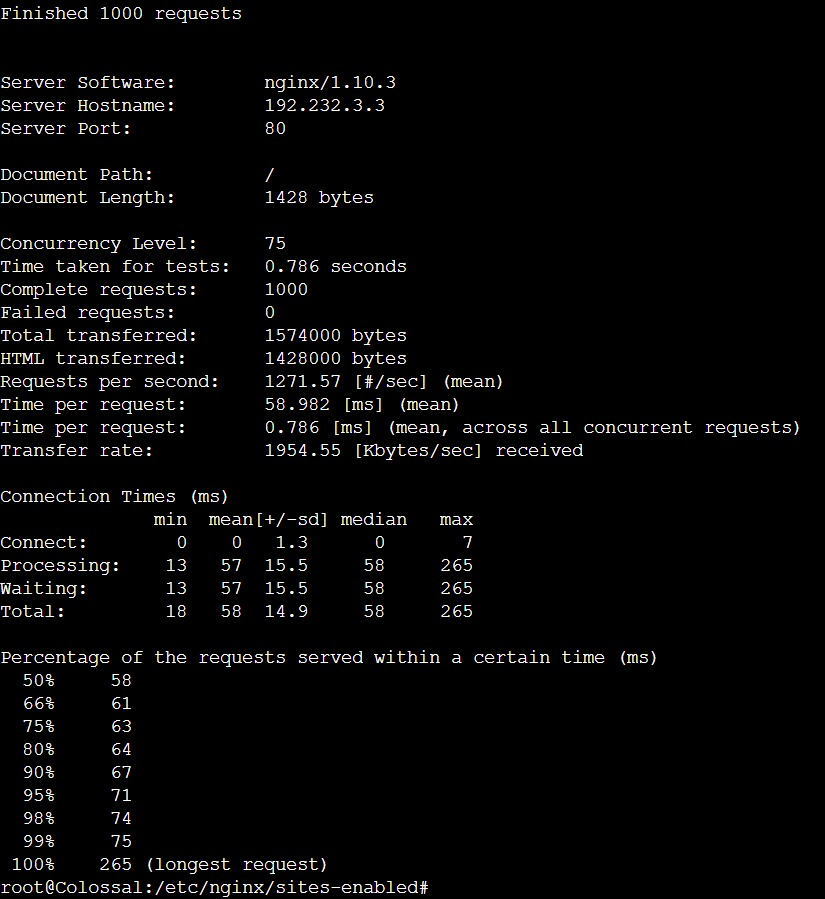 Finished 1000 requests
Server Software:        nginx/1.10.3
Server Hostname:        192.232.3.3
Server Port:            80
Document Path:          /
Document Length:        1428 bytes
Concurrency Level:      75
Time taken for tests:   0.786 seconds
Complete requests:      1000
Failed requests:        0
Total transferred:      1574000 bytes
HTML transferred:       1428000 bytes
Requests per second:    1271.57 [#/sec] (mean)
Time per request:       58.982 [ms] (mean)
Time per request:       0.786 [ms] (mean, across all concurrent requests)
Transfer rate:          1954.55 [Kbytes/sec] received
Connection Times (ms)
              min  mean[+/-sd] median   max
Connect:        0    0   1.3      0       7
Processing:    13   57  15.5     58     265
Waiting:       13   57  15.5     58     265
Total:         18   58  14.9     58     265
Percentage of the requests served within a certain time (ms)
  50%     58
  66%     61
  75%     63
  80%     64
  90%     67
  95%     71
  98%     74
  99%     75
 100%    265 (longest request)
root@Colossal:/etc/nginx/sites-enabled#